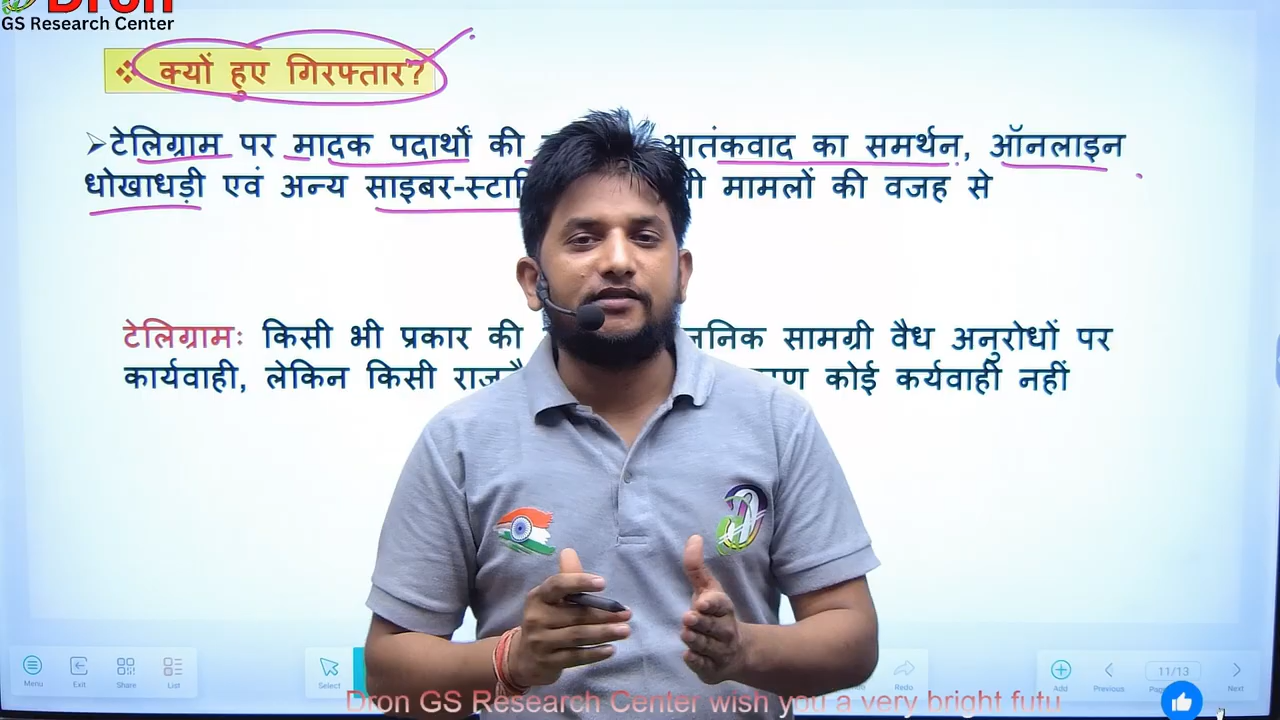 Dron
GS Research Center
❖ क्यों हुए गिरफ्तार?
➢टेलिग्राम पर मादक पदार्थों की आतंकवाद का समर्थन, ऑनलाइन
धोखाधड़ी एवं अन्य मामलों की वजह से
टेलिग्रामः किसी भी प्रकार की सामग्री वैध अनुरोधों पर
कार्यवाही, लेकिन किसी कोई कर्यवाही नहीं
Menu
Exit
Share
List
Select
Redo
Add
Previous
11/13
Next
Dron GS Research Center wish you a very bright futu